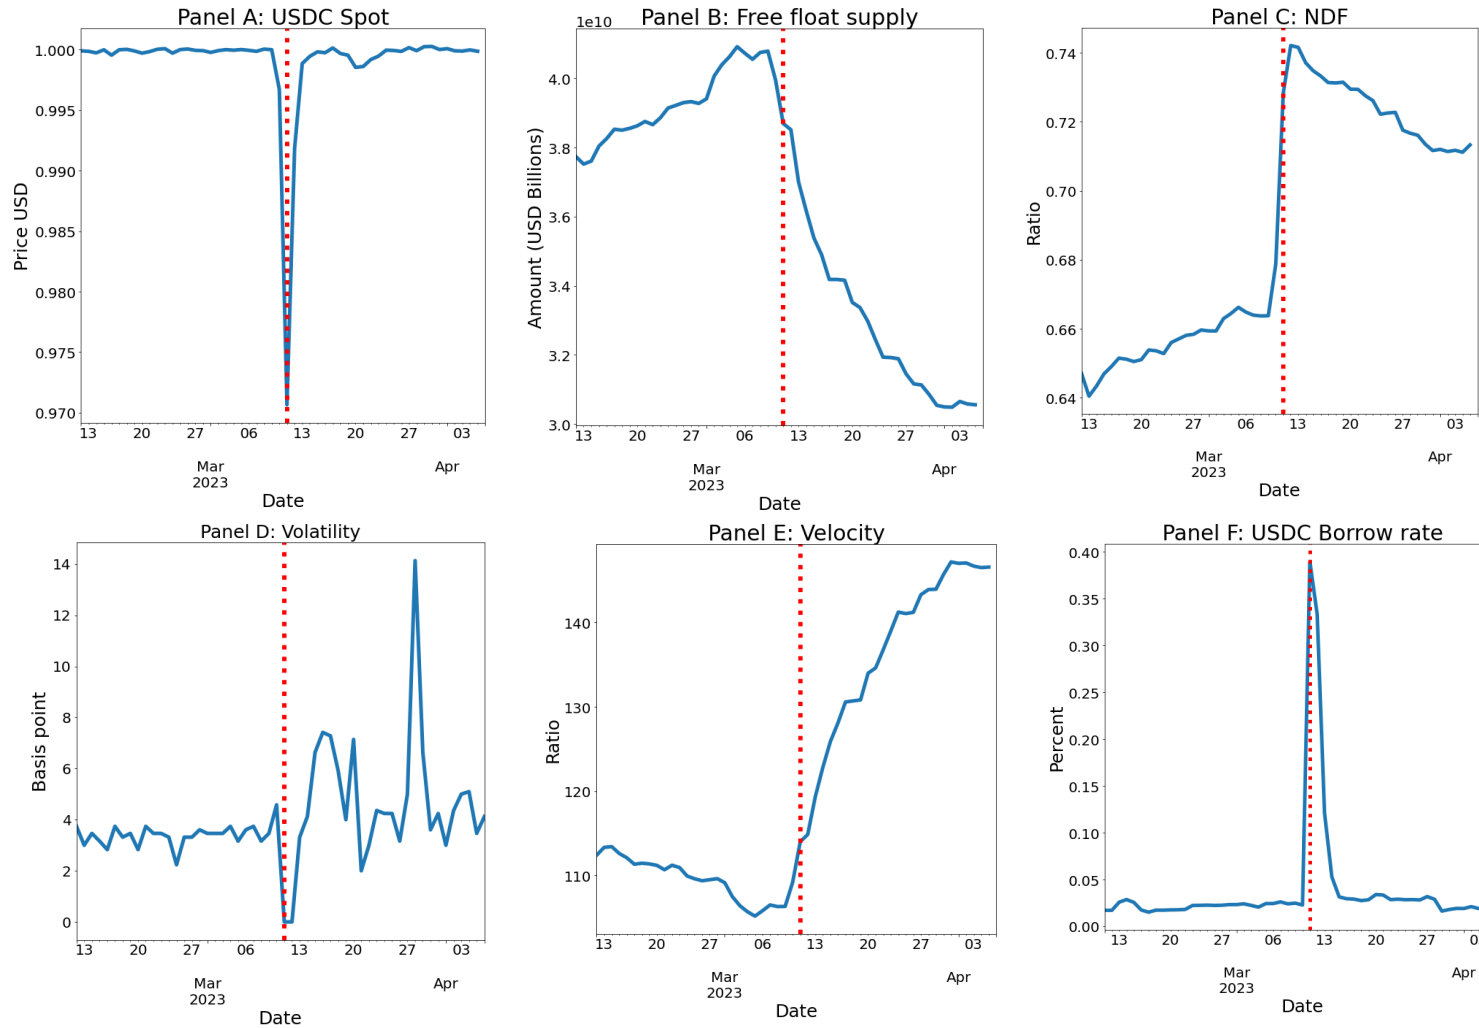 Panel A: USDC Spot
Price USD
1.000
0.995
0.990
0.985
0.980
0.975
0.970
13 20 27 06 13 20 27 03
Mar Apr
2023
Date
Panel B: Free float supply
1e10
Amount (USD Billions)
4.0
3.8
3.6
3.4
3.2
3.0
13 20 27 06 13 20 27 03
Mar Apr
2023
Date
Panel C: NDF
Ratio
0.74
0.72
0.70
0.68
0.66
0.64
13 20 27 06 13 20 27 03
Mar Apr
2023
Date
Panel D: Volatility
Basis point
14
12
10
8
6
4
2
0
13 20 27 06 13 20 27 03
Mar Apr
2023
Date
Panel E: Velocity
Ratio
140
130
120
110
13 20 27 06 13 20 27 03
Mar Apr
2023
Date
Panel F: USDC Borrow rate
Percent
0.40
0.35
0.30
0.25
0.20
0.15
0.10
0.05
0.00
13 20 27 06 13 20 27 0
Mar Apr
2023
Date